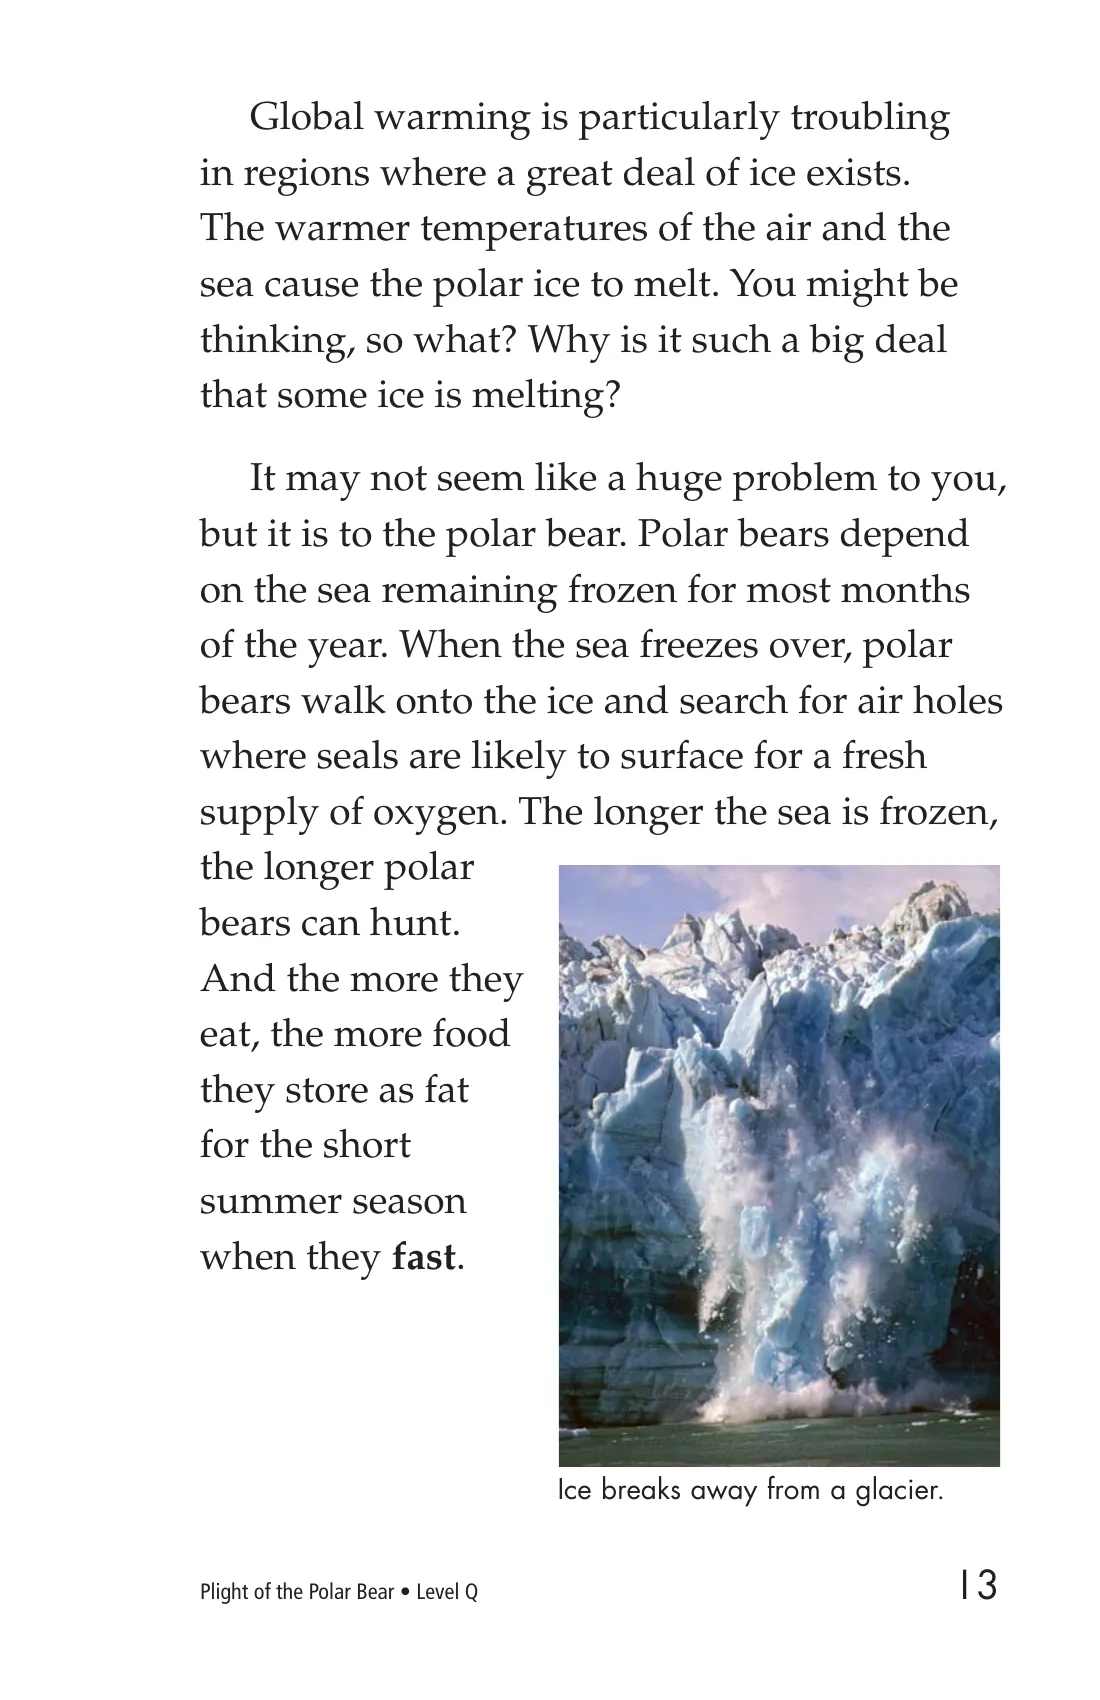 Global warming is particularly troubling
in regions where a great deal of ice exists.
The warmer temperatures of the air and the
sea cause the polar ice to melt. You might be
thinking, so what? Why is it such a big deal
that some ice is melting?
It may not seem like a huge problem to you,
but it is to the polar bear. Polar bears depend
on the sea remaining frozen for most months
of the year. When the sea freezes over, polar
bears walk onto the ice and search for air holes
where seals are likely to surface for a fresh
supply of oxygen. The longer the sea is frozen,
the longer polar
bears can hunt.
And the more they
eat, the more food
they store as fat
for the short
summer season
when they fast.
Ice breaks away from a glacier.
Plight of the Polar Bear • Level Q
13